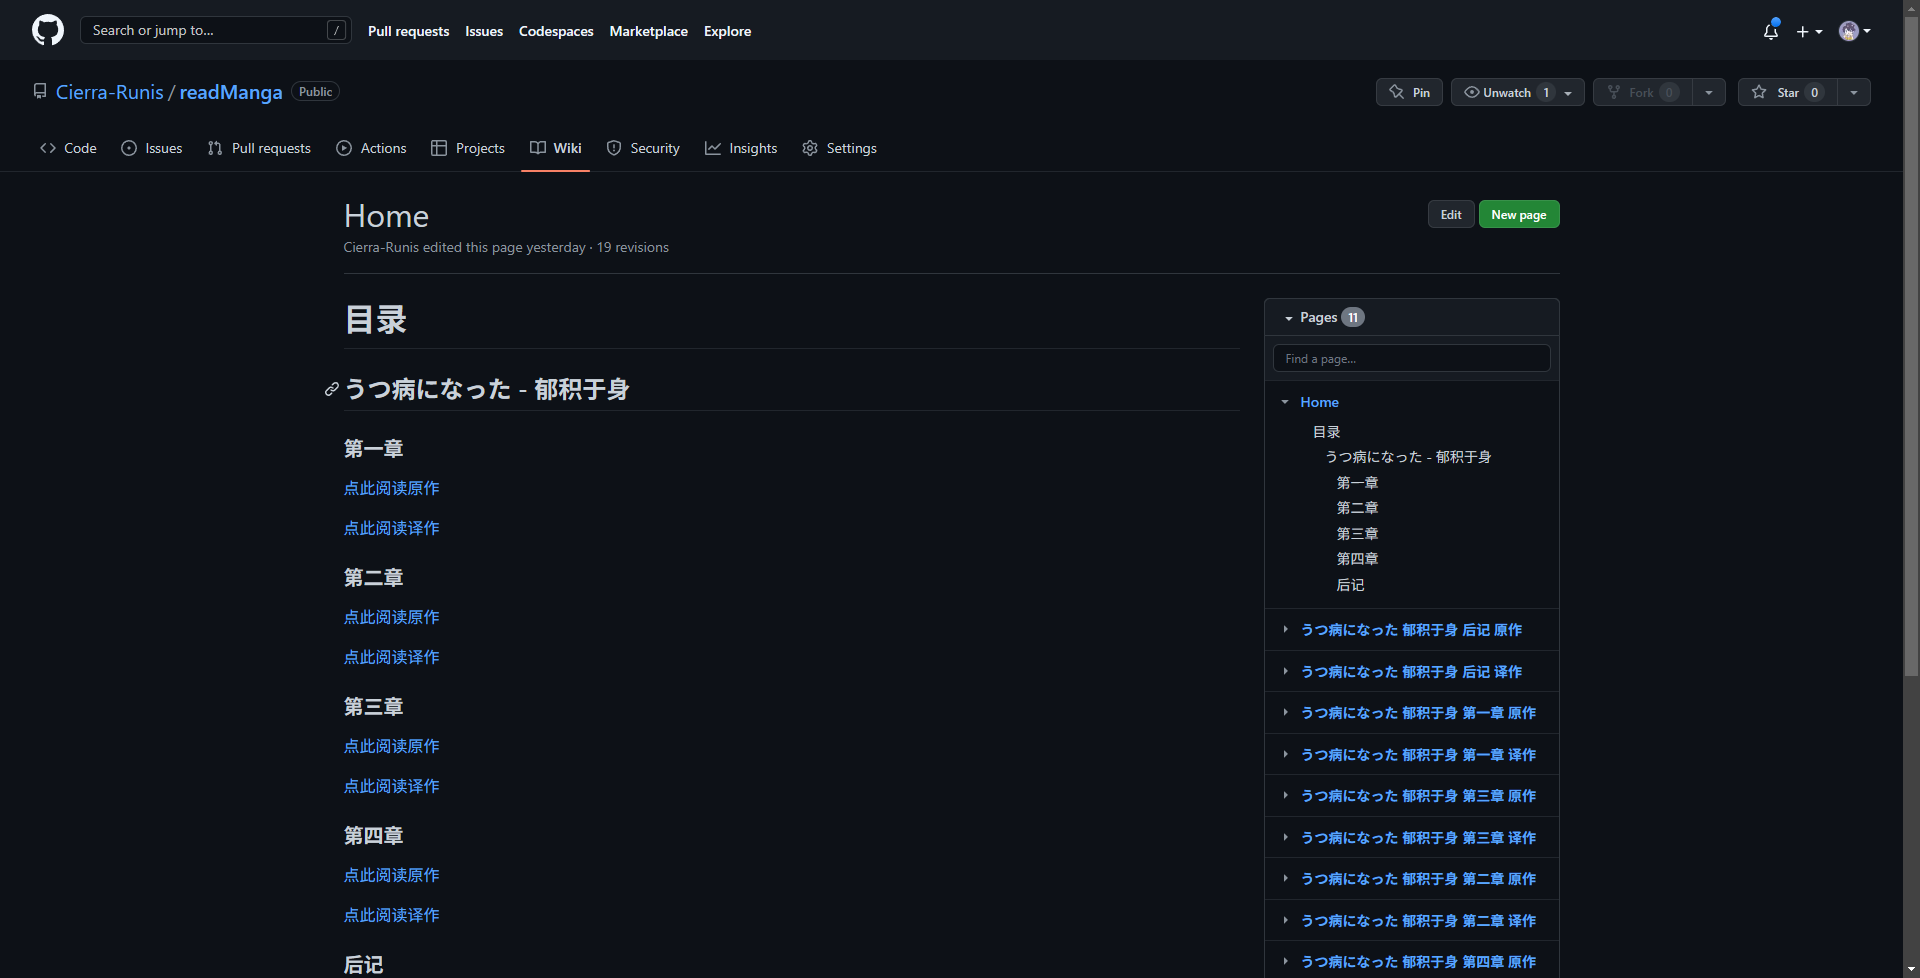 Search or jump to... /
Pull requests
Issues
Codespaces
Marketplace
Explore
Cierra-Runis / readManga Public
Pin
Unwatch 1
Fork 0
Star 0
Code
Issues
Pull requests
Actions
Projects
Wiki
Security
Insights
Settings
Home
Edit
New page
Cierra-Runis edited this page yesterday · 19 revisions
目录
うつ病になった - 郁积于身
第一章
点此阅读原作
点此阅读译作
第二章
点此阅读原作
点此阅读译作
第三章
点此阅读原作
点此阅读译作
第四章
点此阅读原作
点此阅读译作
后记
Pages 11
Find a page...
Home
目录
うつ病になった - 郁积于身
第一章
第二章
第三章
第四章
后记
うつ病になった 郁积于身 后记 原作
うつ病になった 郁积于身 后记 译作
うつ病になった 郁积于身 第一章 原作
うつ病になった 郁积于身 第一章 译作
うつ病になった 郁积于身 第三章 原作
うつ病になった 郁积于身 第三章 译作
うつ病になった 郁积于身 第二章 原作
うつ病になった 郁积于身 第二章 译作
うつ病になった 郁积于身 第四章 原作